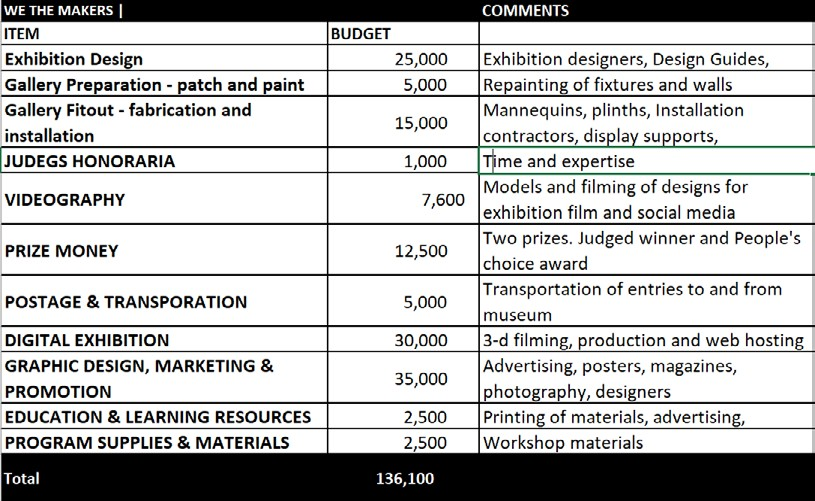 WE THE MAKERS | COMMENTS
ITEM BUDGET
Exhibition Design 25,000 Exhibition designers, Design Guides,
Gallery Preparation - patch and paint 5,000 Repainting of fixtures and walls
Gallery Fitout - fabrication and
installation 15,000 Mannequins, plinths, Installation
contractors, display supports,
JUDEGS HONORARIA 1,000 Time and expertise
VIDEOGRAPHY 7,600 Models and filming of designs for
exhibition film and social media
PRIZE MONEY 12,500 Two prizes. Judged winner and People's
choice award
POSTAGE & TRANSPORATION 5,000 Transportation of entries to and from
museum
DIGITAL EXHIBITION 30,000 3-d filming, production and web hosting
GRAPHIC DESIGN, MARKETING &
PROMOTION 35,000 Advertising, posters, magazines,
photography, designers
EDUCATION & LEARNING RESOURCES 2,500 Printing of materials, advertising,
PROGRAM SUPPLIES & MATERIALS 2,500 Workshop materials
Total 136,100